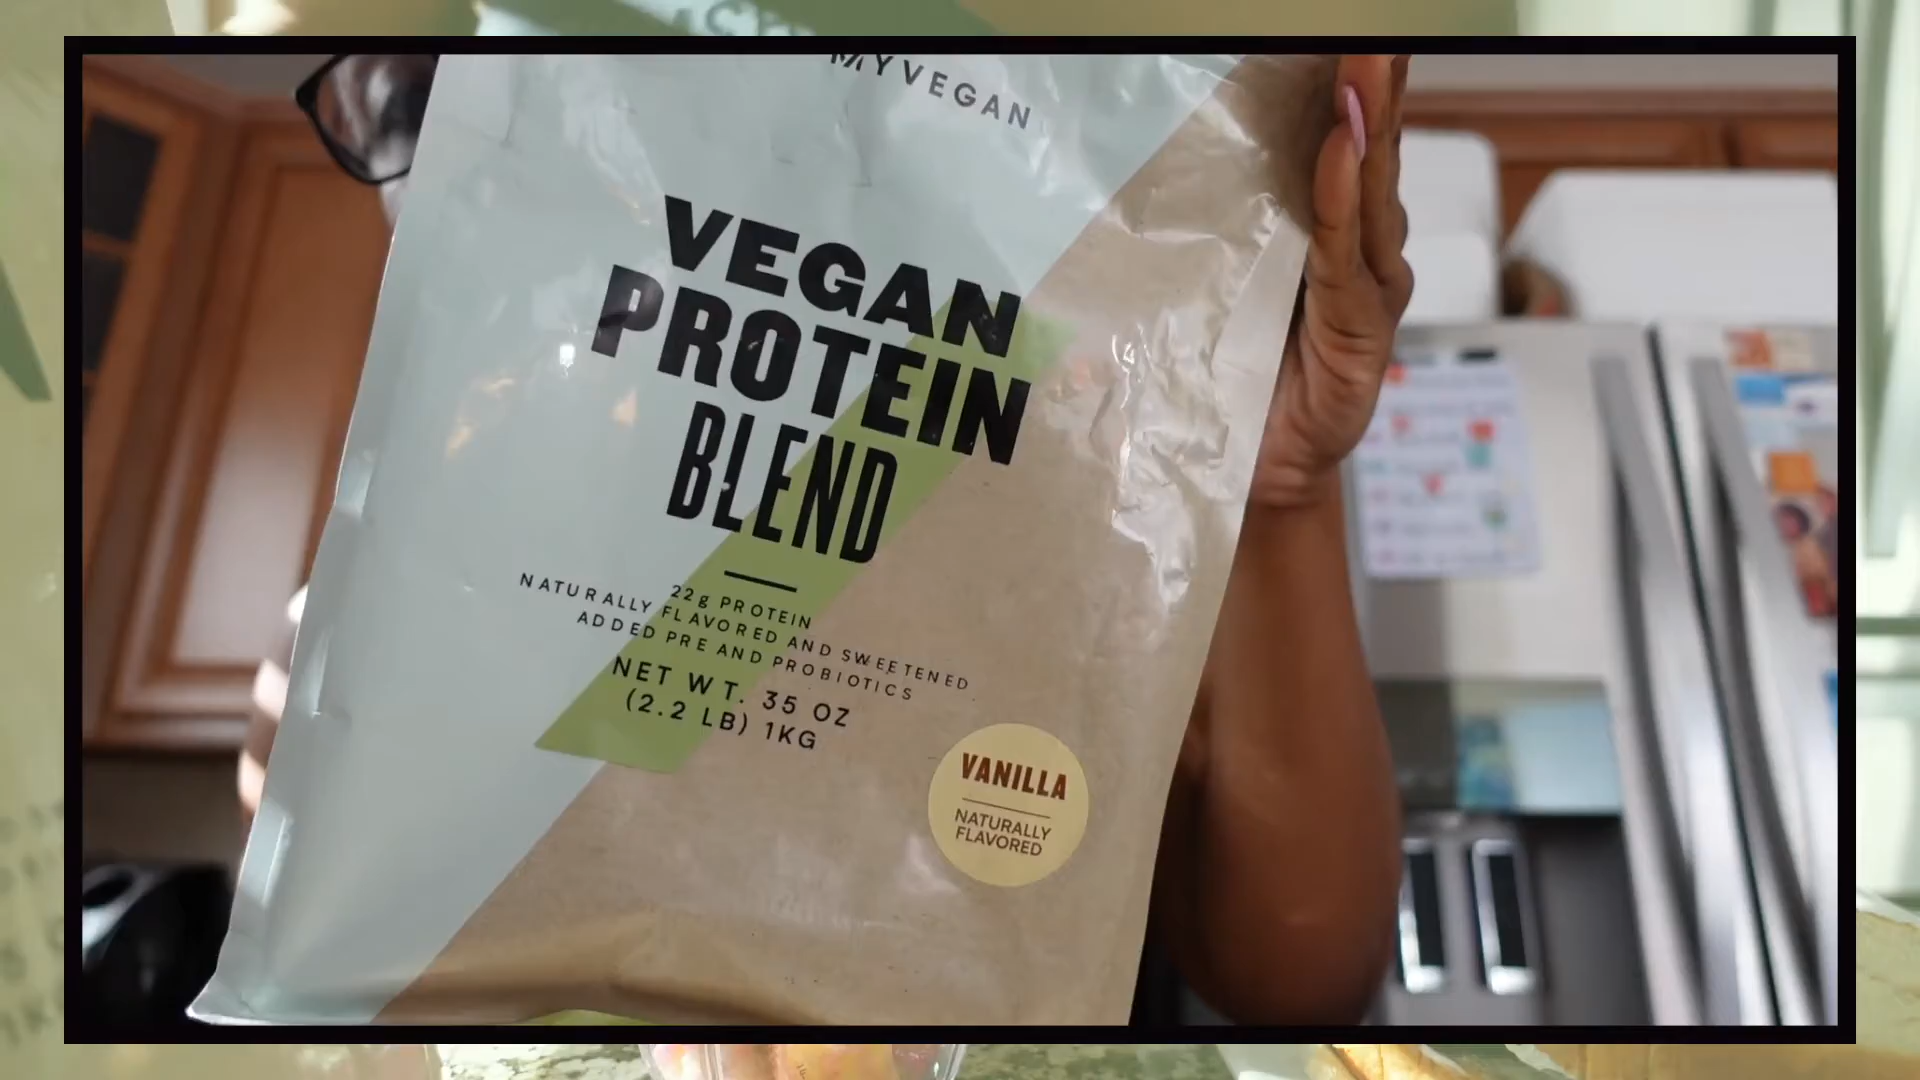 MYVEGAN
VEGAN
PROTEIN
BLEND
22g PROTEIN
NATURALLY FLAVORED AND SWEETENED
ADDED PRE AND PROBIOTICS
NET WT. 35 OZ
(2.2 LB) 1KG
VANILLA
NATURALLY
FLAVORED